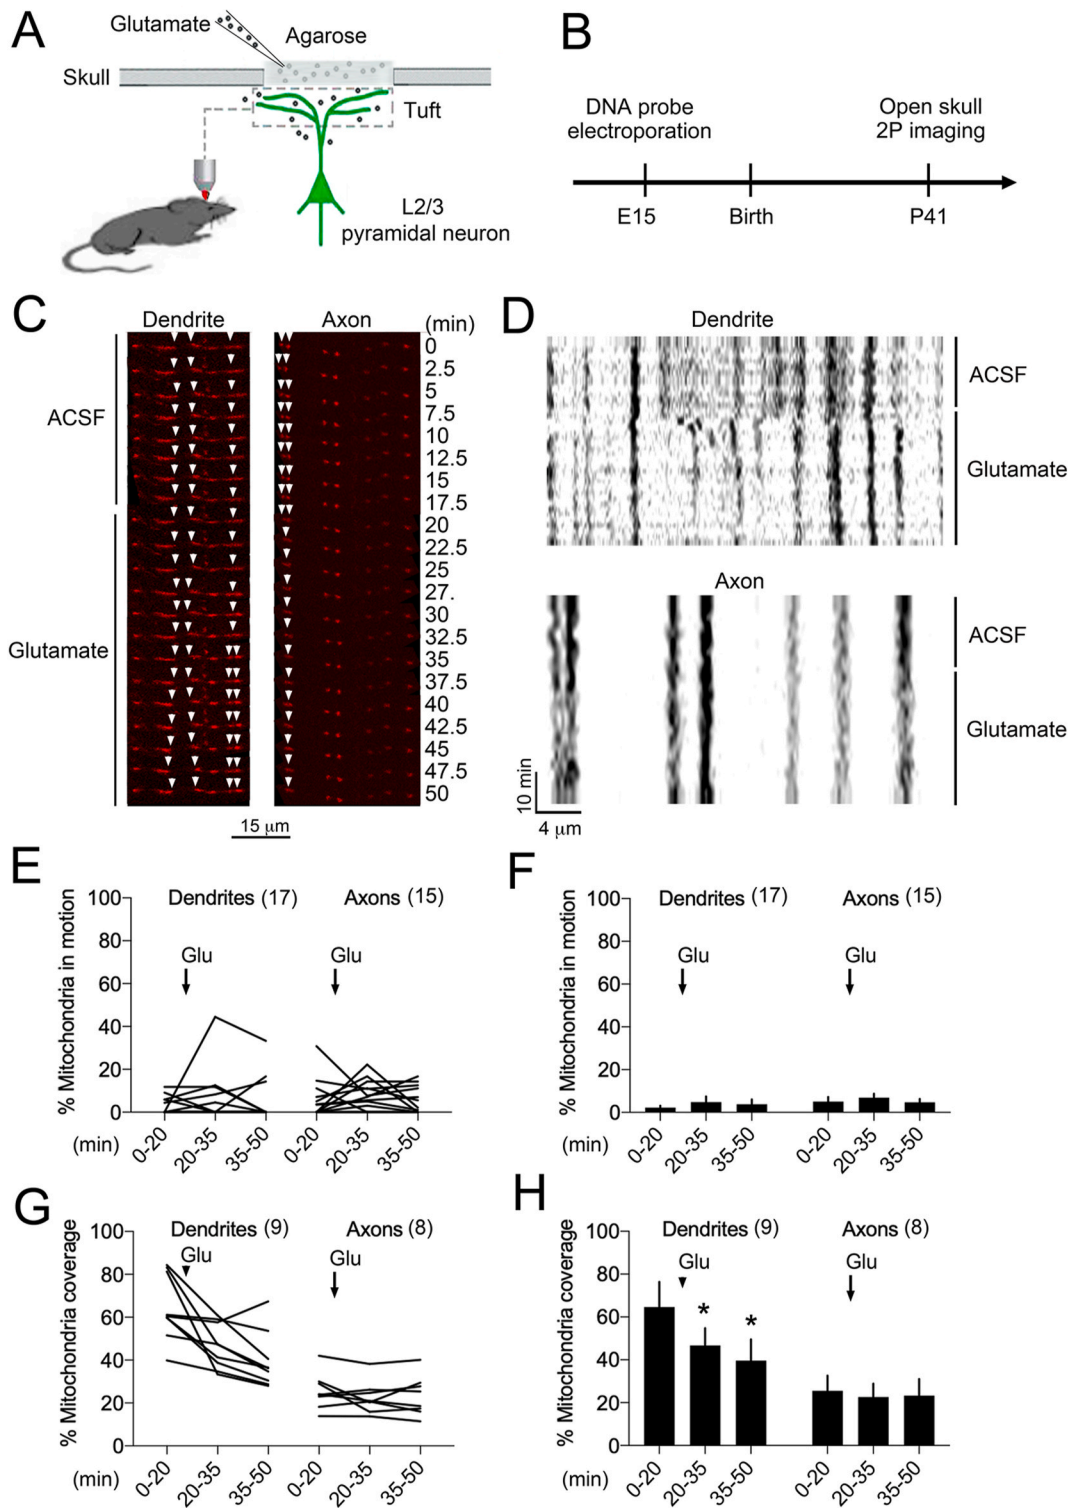 A
Glutamate
Agarose
Skull
Tuft
L2/3
pyramidal neuron
B
DNA probe
electroporation
Open skull
2P imaging
E15
Birth
P41
C
Dendrite
Axon
(min)
ACSF
Glutamate
0
2.5
5
7.5
10
12.5
15
17.5
20
22.5
25
27.
30
32.5
35
37.5
40
42.5
45
47.5
50
15 µm
D
Dendrite
ACSF
Glutamate
Axon
ACSF
Glutamate
10 min
4 µm
E
% Mitochondria in motion
100
80
60
40
20
0
Dendrites (17)
Axons (15)
Glu
Glu
(min)
0-20
20-35
35-50
0-20
20-35
35-50
F
% Mitochondria in motion
100
80
60
40
20
0
Dendrites (17)
Axons (15)
Glu
Glu
(min)
0-20
20-35
35-50
0-20
20-35
35-50
G
% Mitochondria coverage
100
80
60
40
20
0
Dendrites (9)
Axons (8)
Glu
Glu
(min)
0-20
20-35
35-50
0-20
20-35
35-50
H
% Mitochondria coverage
100
80
60
40
20
0
Dendrites (9)
Axons (8)
Glu
Glu
*
*
(min)
0-20
20-35
35-50
0-20
20-35
35-50